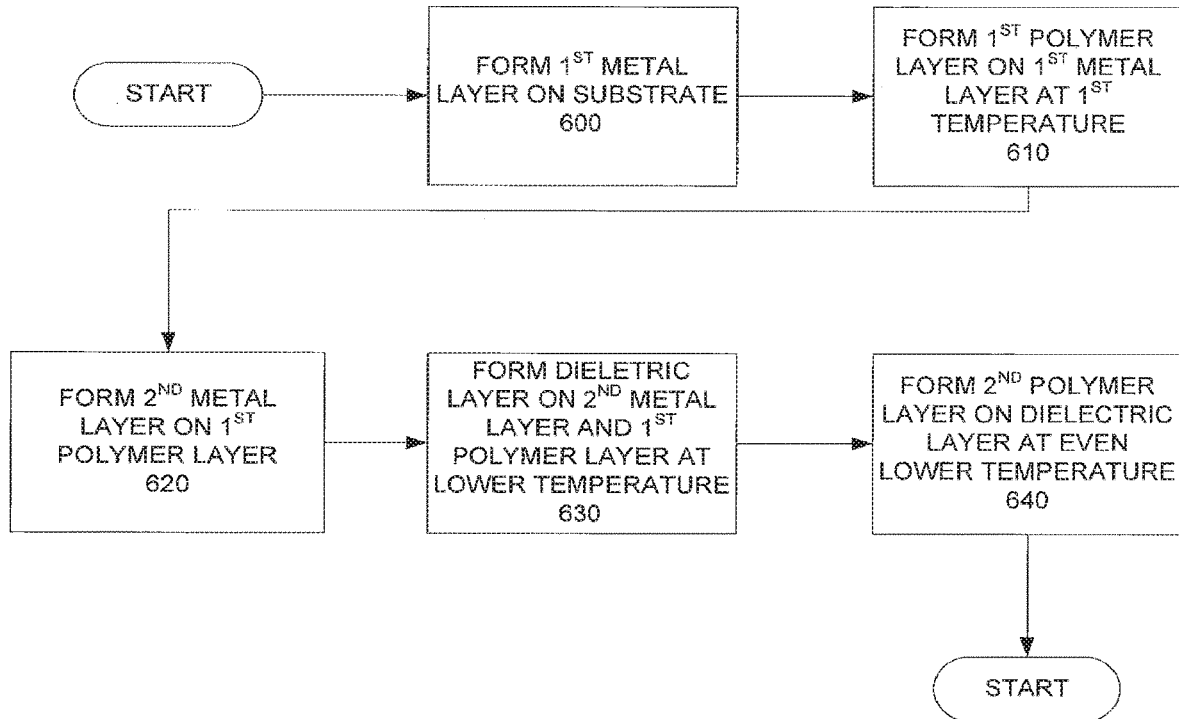 START
FORM 1ST METAL
LAYER ON SUBSTRATE
600
FORM 1ST POLYMER
LAYER ON 1ST METAL
LAYER AT 1ST
TEMPERATURE
610
FORM 2ND METAL
LAYER ON 1ST
POLYMER LAYER
620
FORM DIELETRIC
LAYER ON 2ND METAL
LAYER AND 1ST
POLYMER LAYER AT
LOWER TEMPERATURE
630
FORM 2ND POLYMER
LAYER ON DIELECTRIC
LAYER AT EVEN
LOWER TEMPERATURE
640
START